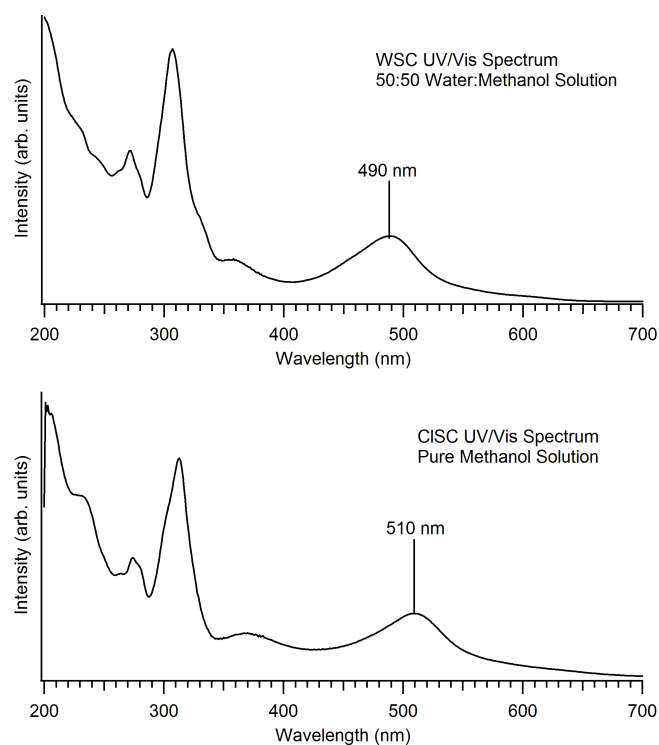 WSC UV/Vis Spectrum
50:50 Water:Methanol Solution
490 nm
Intensity (arb. units)
200 300 400 500 600 700
Wavelength (nm)
CISC UV/Vis Spectrum
Pure Methanol Solution
510 nm
Intensity (arb. units)
200 300 400 500 600 700
Wavelength (nm)